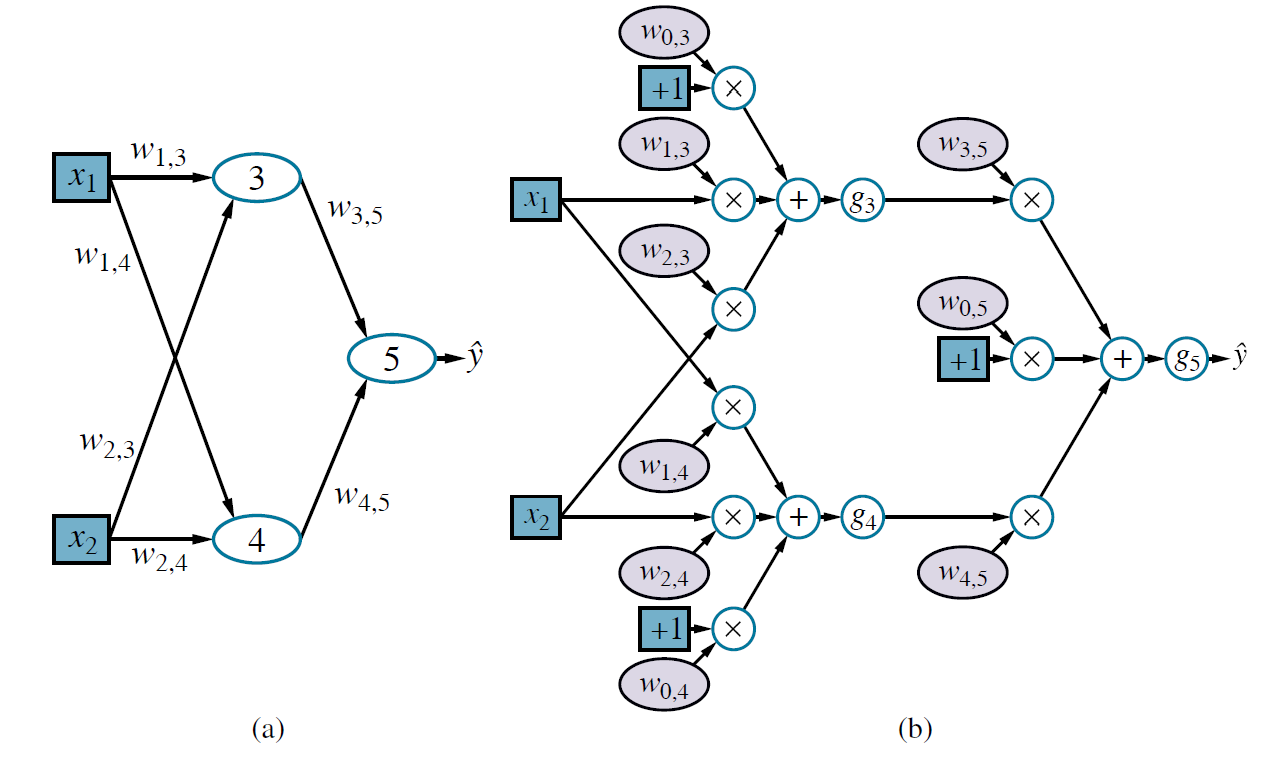 x1
w1,3
3
w3,5
w1,4
5
ŷ
w2,3
w4,5
x2
w2,4
4
(a)
w0,3
+1
×
w1,3
x1
×
+
g3
w3,5
×
w2,3
×
w0,5
+1
×
+
g5
ŷ
×
w1,4
x2
×
+
g4
×
w2,4
w4,5
+1
×
w0,4
(b)